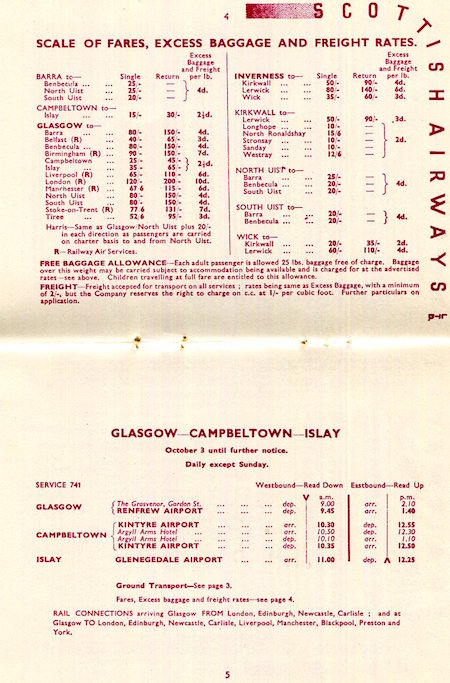 4
SCOTTISH AIRWAYS LTD
SCALE OF FARES, EXCESS BAGGAGE AND FREIGHT RATES.
Single Return Excess Baggage and Freight per lb.
BARRA to—
Benbecula ... ... 25/- —
North Uist ... 25/- — 4d.
South Uist ... 20/- —
CAMPBELTOWN to—
Islay ... ... 15/- 30/- 2½d.
GLASGOW to—
Barra ... ... 80/- 150/- 4d.
Belfast (R) ... 40/- 65/- 3d.
Benbecula ... ... 80/- 150/- 4d.
Birmingham (R) ... 90/- 50/- 7d.
Campbeltown ... 25/- 45/-
Islay ... ... 35/- 65/- 2½d.
Liverpool (R) ... 65/- 110/- 6d.
London (R) ... 120/- 200/- 10d.
Manchester (R) ... 67 6 115/- 6d.
North Uist ... 80/- 150/- 4d.
South Uist ... 80/- 150/- 4d.
Stoke-on-Trent (R) 77 6 131/- 7d.
Tiree ... ... 52 6 95/- 3d.
Harris—Same as Glasgow/North Uist plus 20/-
in each direction as passengers are carried
on charter basis to and from North Uist.
R—Railway Air Services.
Single Return Excess Baggage and Freight per lb.
INVERNESS to—
Kirkwall ... ... 50/- 90/- 4d.
Lerwick ... ... 80/- 140/- 6d.
Wick ... ... 35/- 60/- 3d.
KIRKWALL to—
Lerwick ... ... 50/- 90/- 3d.
Longhope ... ... 10/- —
North Ronaldshay 15/6 —
Stronsay ... ... 10/- — 2d.
Sanday ... ... 10/- —
Westray ... ... 12/6 —
NORTH UIST to—
Barra ... ... 25/- —
Benbecula ... ... 20/- — 4d.
South Uist ... 20/- —
SOUTH UIST to—
Barra ... ... 20/- —
Benbecula ... ... 20/- — 4d.
WICK to—
Kirkwall ... ... 20/- 35/- 2d.
Lerwick ... ... 60/- 110/- 4d.
FREE BAGGAGE ALLOWANCE—Each adult passenger is allowed 25 lbs. baggage free of charge. Baggage
over this weight may be carried subject to accommodation being available and is charged for at the advertised
rates—see above. Children travelling at full fare are entitled to this allowance.
FREIGHT—Freight accepted for transport on all services ; rates being same as Excess Baggage, with a minimum
of 2/-, but the Company reserves the right to charge on c.c. at 1/- per cubic foot. Further particulars on
application.
GLASGOW—CAMPBELTOWN—ISLAY
October 3 until further notice.
Daily except Sunday.
SERVICE 741 Westbound—Read Down Eastbound—Read Up
a.m. p.m.
GLASGOW
The Grosvenor, Gordon St. ... ... ... dep. 9.00 arr. 2.10
RENFREW AIRPORT ... ... ... dep. 9.45 arr. 1.40
CAMPBELTOWN
KINTYRE AIRPORT ... ... ... arr. 10.30 dep. 12.55
Argyll Arms Hotel ... ... ... arr. 10.50 dep. 12.30
Argyll Arms Hotel ... ... ... dep. 10.10 arr. 1.10
KINTYRE AIRPORT ... ... ... dep. 10.35 arr. 12.50
ISLAY GLENEGEDALE AIRPORT ... ... arr. 11.00 dep. 12.25
Ground Transport—See page 3.
Fares, Excess baggage and freight rates—see page 4.
RAIL CONNECTIONS arriving Glasgow FROM London, Edinburgh, Newcastle, Carlisle ; and at
Glasgow TO London, Edinburgh, Newcastle, Carlisle, Liverpool, Manchester, Blackpool, Preston and
York.
5